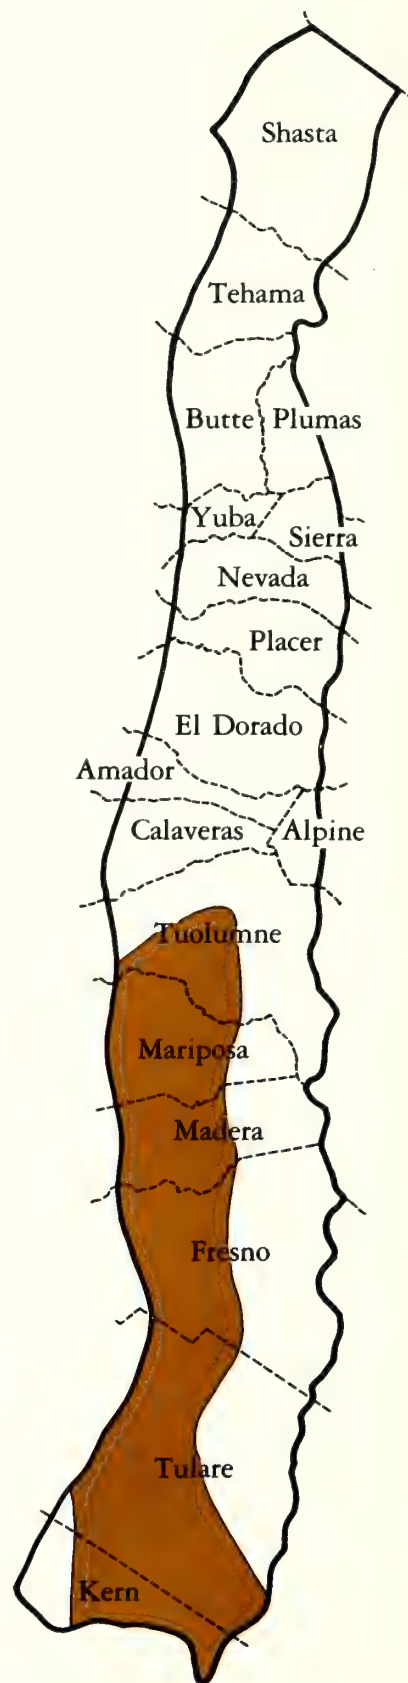 Shasta
Tehama
Butte
Plumas
Yuba
Sierra
Nevada
Placer
El Dorado
Amador
Calaveras
Alpine
Tuolumne
Mariposa
Madera
Fresno
Tulare
Kern